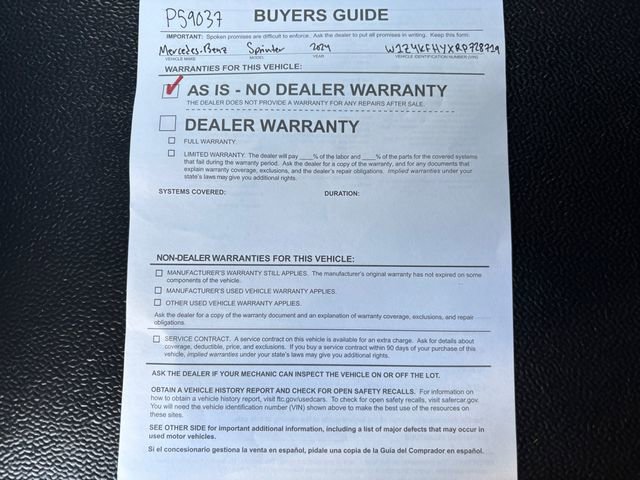 P59037
BUYERS GUIDE
IMPORTANT: Spoken promises are difficult to enforce. Ask the dealer to put all promises in writing. Keep this form.
Mercedes-Benz Sprinter 2024 W1Z4KFHYXRP728719
VEHICLE MAKE MODEL YEAR VEHICLE IDENTIFICATION NUMBER (VIN)
WARRANTIES FOR THIS VEHICLE:
AS IS - NO DEALER WARRANTY
THE DEALER DOES NOT PROVIDE A WARRANTY FOR ANY REPAIRS AFTER SALE.
DEALER WARRANTY
FULL WARRANTY.
LIMITED WARRANTY. The dealer will pay ____% of the labor and ____% of the parts for the covered systems
that fail during the warranty period. Ask the dealer for a copy of the warranty, and for any documents that
explain warranty coverage, exclusions, and the dealer's repair obligations. Implied warranties under your
state's laws may give you additional rights.
SYSTEMS COVERED: DURATION:
NON-DEALER WARRANTIES FOR THIS VEHICLE:
MANUFACTURER'S WARRANTY STILL APPLIES. The manufacturer's original warranty has not expired on some
components of the vehicle.
MANUFACTURER'S USED VEHICLE WARRANTY APPLIES.
OTHER USED VEHICLE WARRANTY APPLIES.
Ask the dealer for a copy of the warranty document and an explanation of warranty coverage, exclusions, and repair
obligations.
SERVICE CONTRACT. A service contract on this vehicle is available for an extra charge. Ask for details about
coverage, deductible, price, and exclusions. If you buy a service contract within 90 days of your purchase of this
vehicle, implied warranties under your state's laws may give you additional rights.
ASK THE DEALER IF YOUR MECHANIC CAN INSPECT THE VEHICLE ON OR OFF THE LOT.
OBTAIN A VEHICLE HISTORY REPORT AND CHECK FOR OPEN SAFETY RECALLS. For information on
how to obtain a vehicle history report, visit ftc.gov/usedcars. To check for open safety recalls, visit safercar.gov.
You will need the vehicle identification number (VIN) shown above to make the best use of the resources on
these sites.
SEE OTHER SIDE for important additional information, including a list of major defects that may occur in
used motor vehicles.
Si el concesionario gestiona la venta en español, pídale una copia de la Guía del Comprador en español.